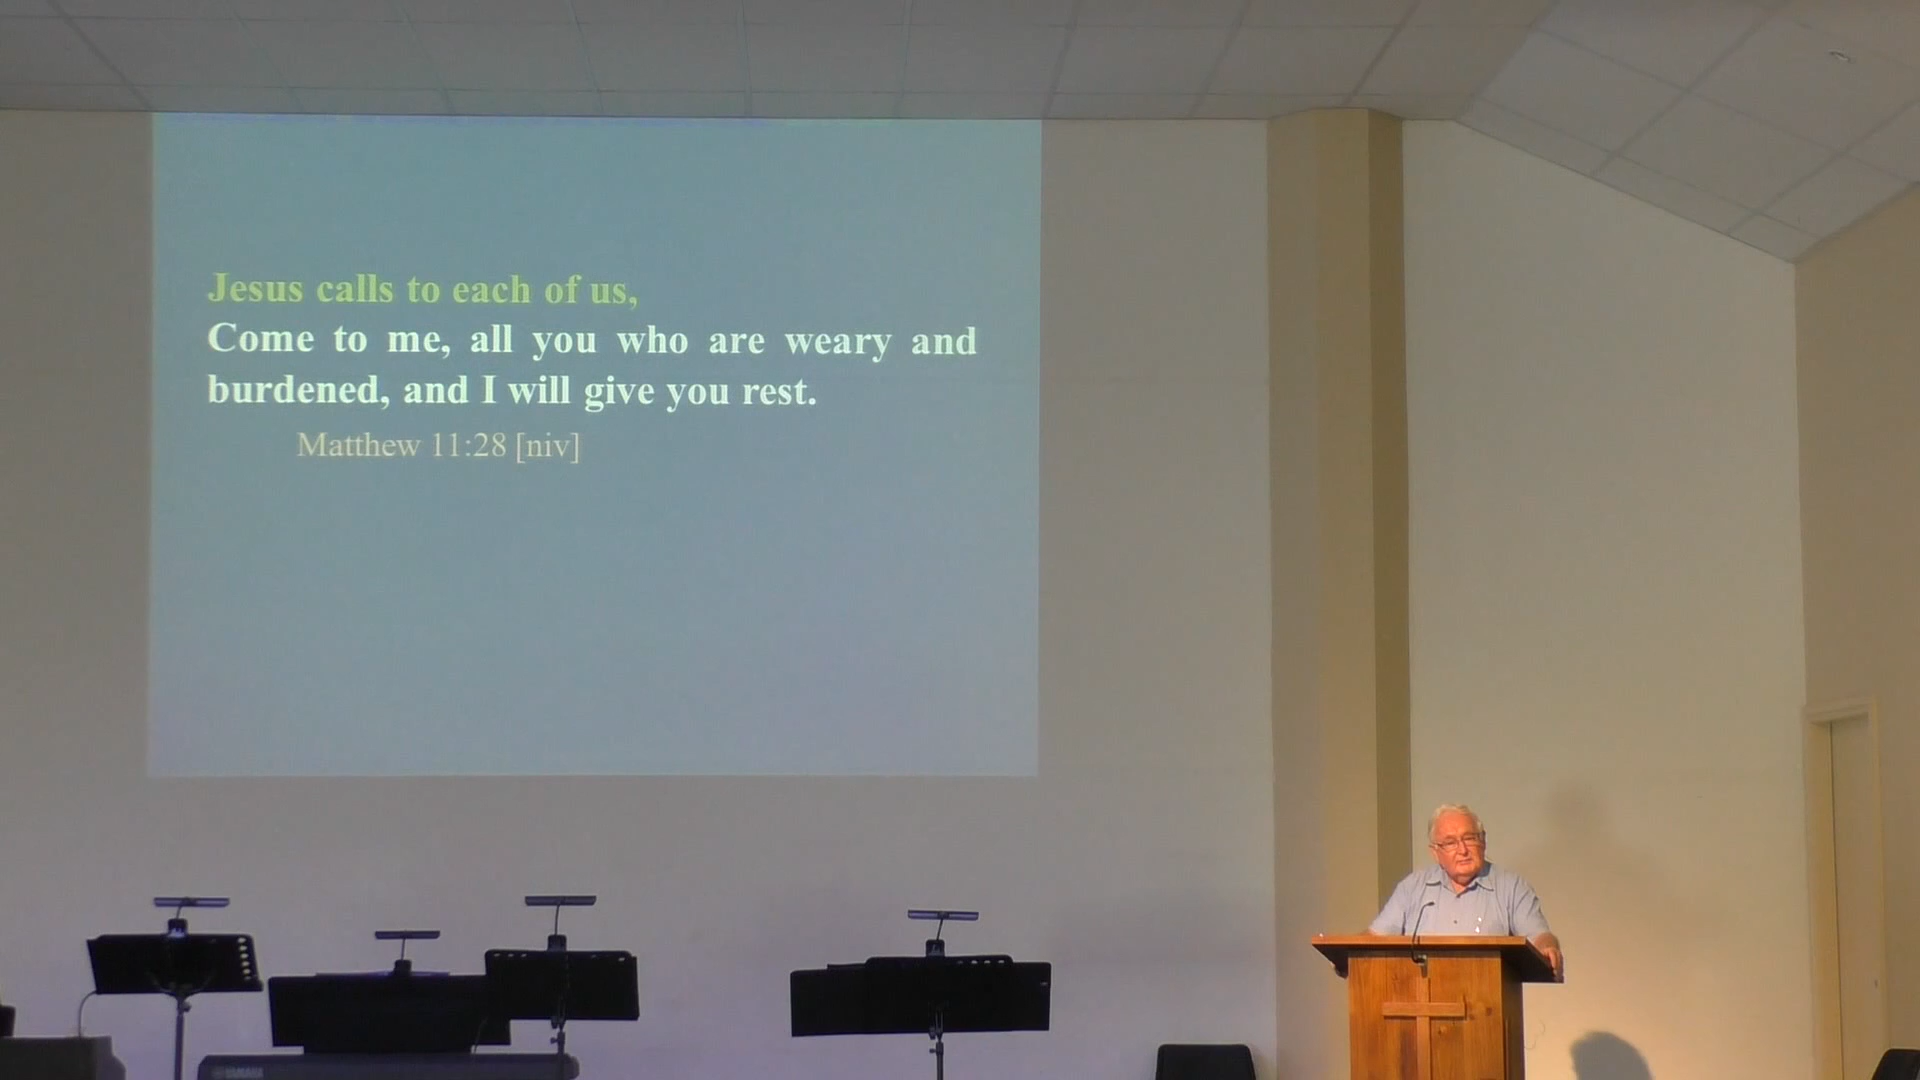 Jesus calls to each of us,
Come to me, all you who are weary and
burdened, and I will give you rest.
Matthew 11:28 [niv]
YAMAHA